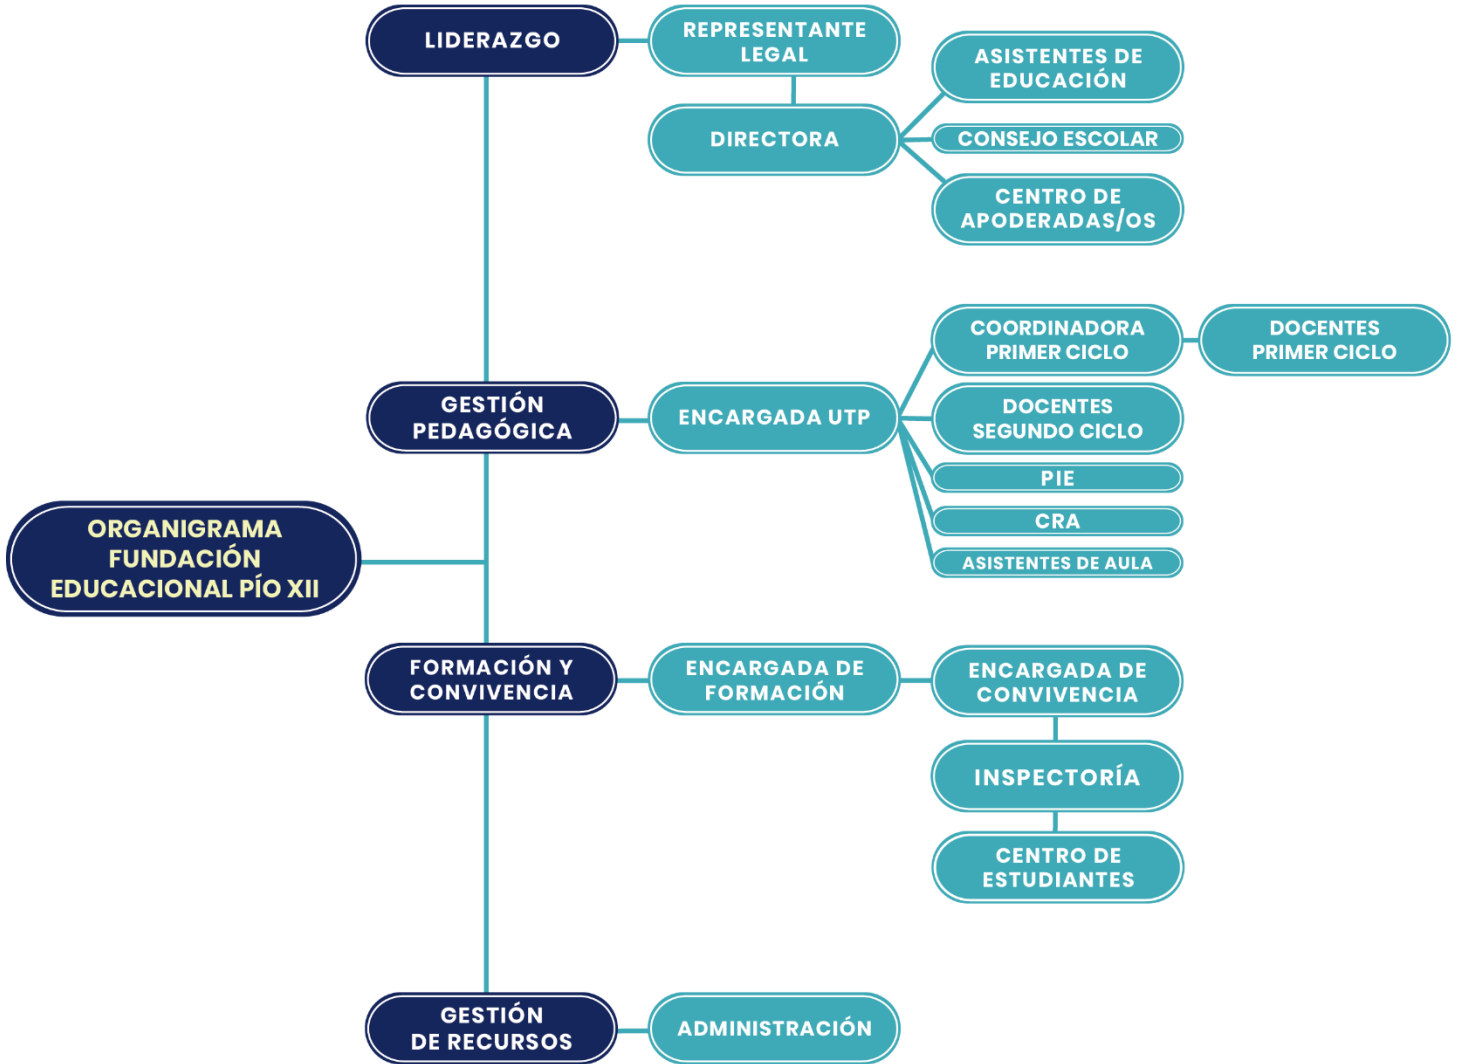 LIDERAZGO
REPRESENTANTE
LEGAL
DIRECTORA
ASISTENTES DE
EDUCACIÓN
CONSEJO ESCOLAR
CENTRO DE
APODERADAS/OS
GESTIÓN
PEDAGÓGICA
ENCARGADA UTP
COORDINADORA
PRIMER CICLO
DOCENTES
PRIMER CICLO
DOCENTES
SEGUNDO CICLO
PIE
CRA
ASISTENTES DE AULA
ORGANIGRAMA
FUNDACIÓN
EDUCACIONAL PÍO XII
FORMACIÓN Y
CONVIVENCIA
ENCARGADA DE
FORMACIÓN
ENCARGADA DE
CONVIVENCIA
INSPECTORÍA
CENTRO DE
ESTUDIANTES
GESTIÓN
DE RECURSOS
ADMINISTRACIÓN